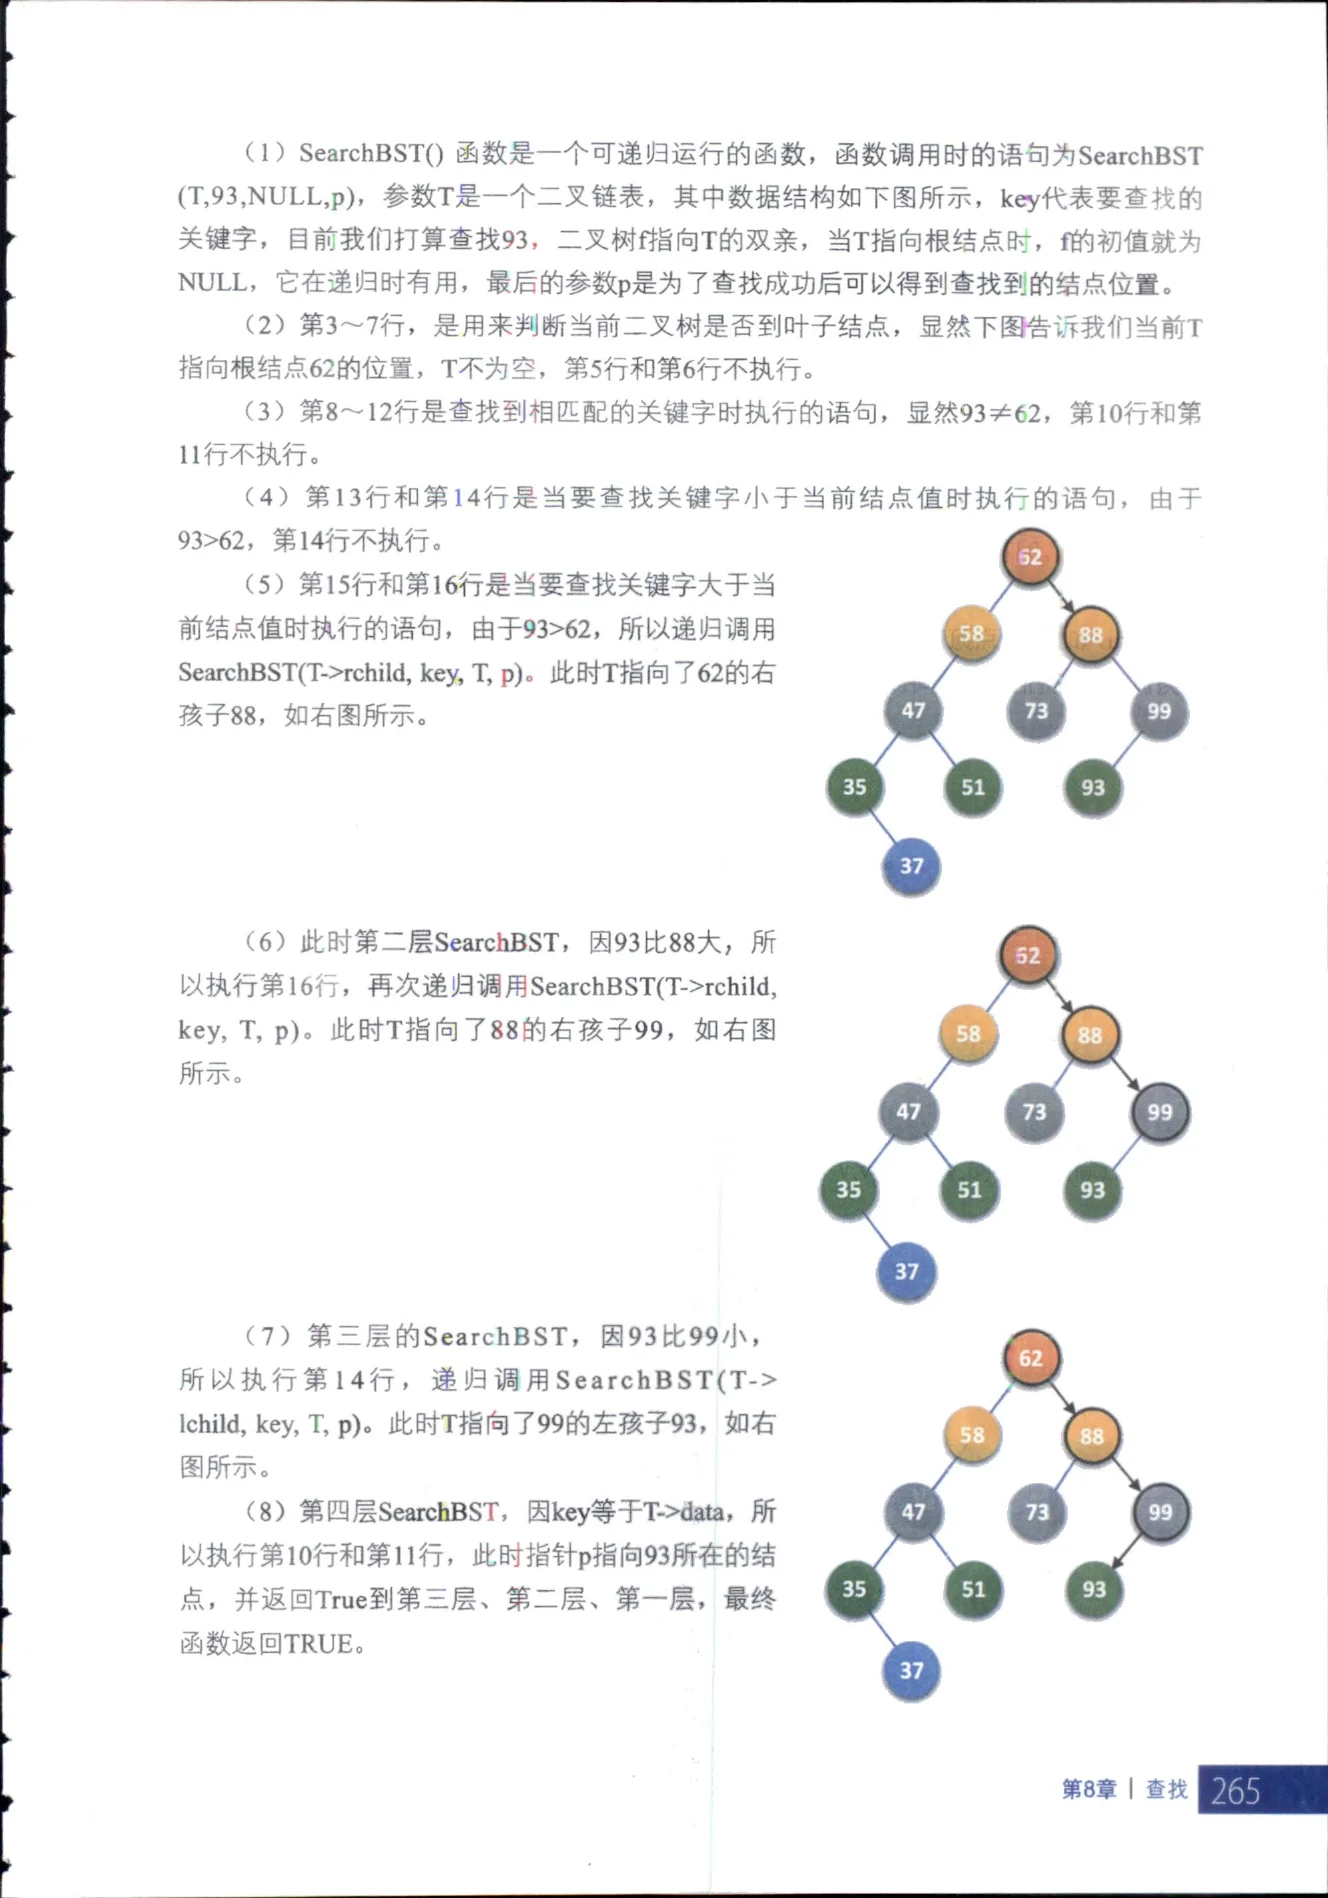 （1）SearchBST() 函数是一个可递归运行的函数，函数调用时的语句为SearchBST
(T,93,NULL,p)，参数T是一个二叉链表，其中数据结构如下图所示，key代表要查找的
关键字，目前我们打算查找93，二叉树f指向T的双亲，当T指向根结点时，f的初值就为
NULL，它在递归时有用，最后的参数p是为了查找成功后可以得到查找到的结点位置。
（2）第3～7行，是用来判断当前二叉树是否到叶子结点，显然下图告诉我们当前T
指向根结点62的位置，T不为空，第5行和第6行不执行。
（3）第8～12行是查找到相匹配的关键字时执行的语句，显然93≠62，第10行和第
11行不执行。
（4）第13行和第14行是当要查找关键字小于当前结点值时执行的语句，由于
93>62，第14行不执行。
（5）第15行和第16行是当要查找关键字大于当
前结点值时执行的语句，由于93>62，所以递归调用
SearchBST(T->rchild, key, T, p)。此时T指向了62的右
孩子88，如右图所示。
62
58 88
47 73 99
35 51 93
37
（6）此时第二层SearchBST，因93比88大，所
以执行第16行，再次递归调用SearchBST(T->rchild,
key, T, p)。此时T指向了88的右孩子99，如右图
所示。
62
58 88
47 73 99
35 51 93
37
（7）第三层的SearchBST，因93比99小，
所以执行第14行，递归调用SearchBST(T->
lchild, key, T, p)。此时T指向了99的左孩子93，如右
图所示。
（8）第四层SearchBST，因key等于T->data，所
以执行第10行和第11行，此时指针p指向93所在的结
点，并返回True到第三层、第二层、第一层，最终
函数返回TRUE。
62
58 88
47 73 99
35 51 93
37
第8章 | 查找 265